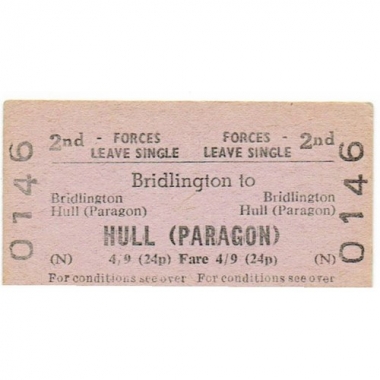 2nd - FORCES FORCES - 2nd
LEAVE SINGLE LEAVE SINGLE
Bridlington to
Bridlington Bridlington
Hull (Paragon) Hull (Paragon)
HULL (PARAGON)
(N) 4/9 (24p) Fare 4/9 (24p) (N)
For conditions see over For conditions see over
0146
0146